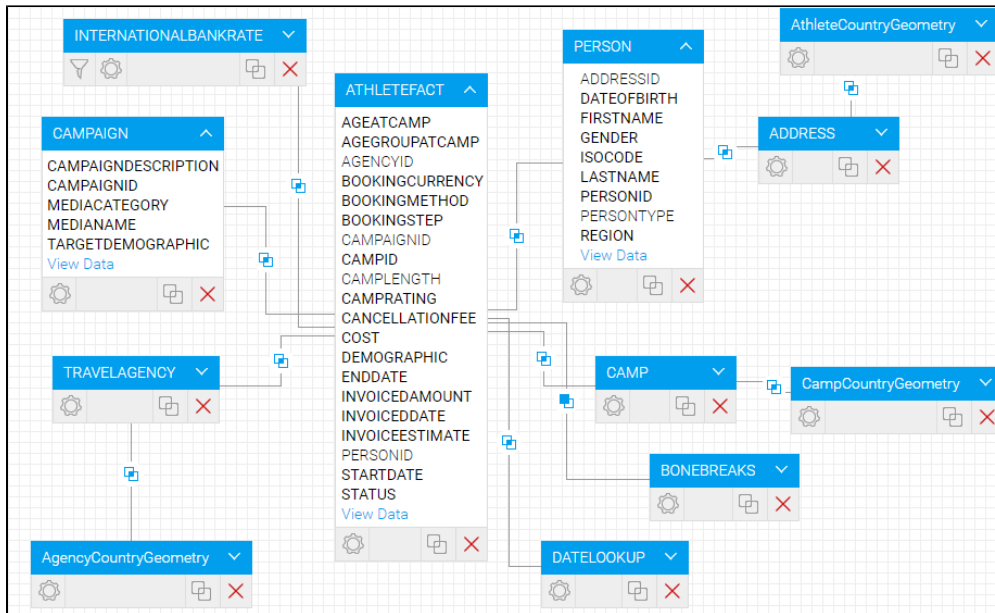 INTERNATIONALBANKRATE
CAMPAIGN
CAMPAIGNDESCRIPTION
CAMPAIGNID
MEDIACATEGORY
MEDIANAME
TARGETDEMOGRAPHIC
View Data
TRAVELAGENCY
AgencyCountryGeometry
ATHLETEFACT
AGEATCAMP
AGEGROUPATCAMP
AGENCYID
BOOKINGCURRENCY
BOOKINGMETHOD
BOOKINGSTEP
CAMPAIGNID
CAMPID
CAMPLENGTH
CAMPRATING
CANCELLATIONFEE
COST
DEMOGRAPHIC
ENDDATE
INVOICEDAMOUNT
INVOICEDDATE
INVOICEESTIMATE
PERSONID
STARTDATE
STATUS
View Data
PERSON
ADDRESSID
DATEOFBIRTH
FIRSTNAME
GENDER
ISOCODE
LASTNAME
PERSONID
PERSONTYPE
REGION
View Data
AthleteCountryGeometry
ADDRESS
CAMP
CampCountryGeometry
BONEBREAKS
DATELOOKUP